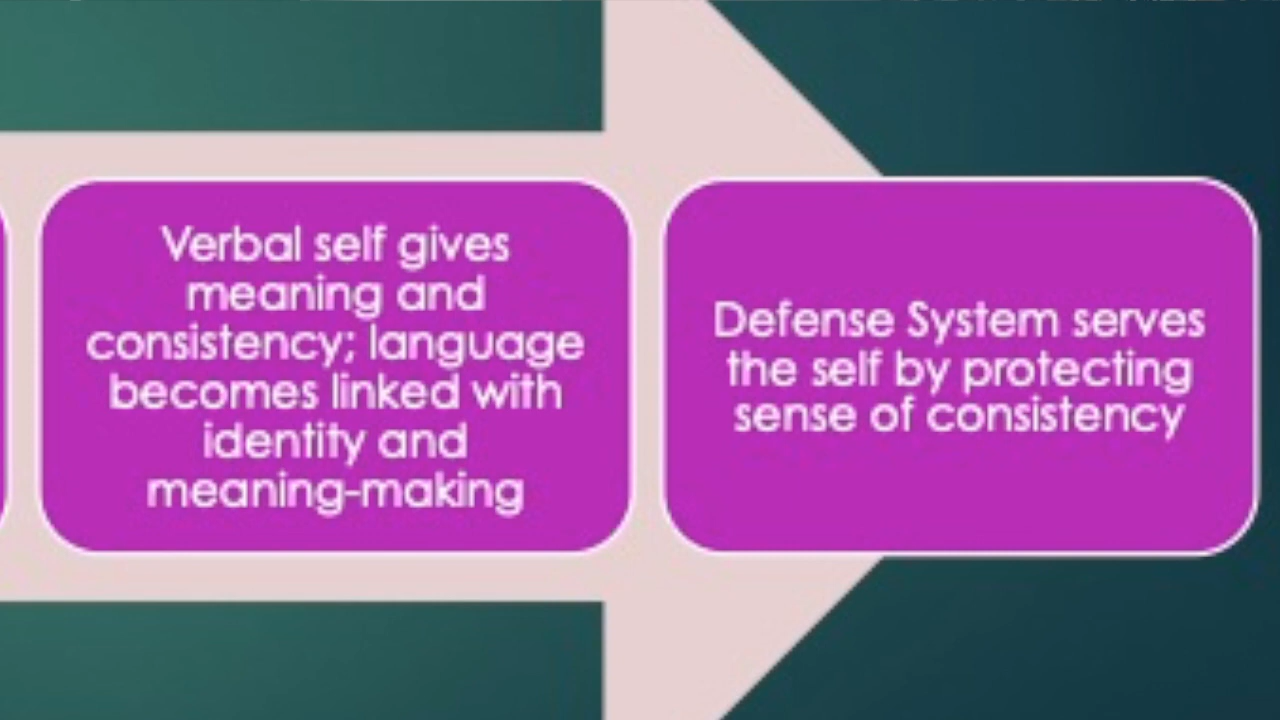 Verbal self gives
meaning and
consistency; language
becomes linked with
identity and
meaning-making
Defense System serves
the self by protecting
sense of consistency